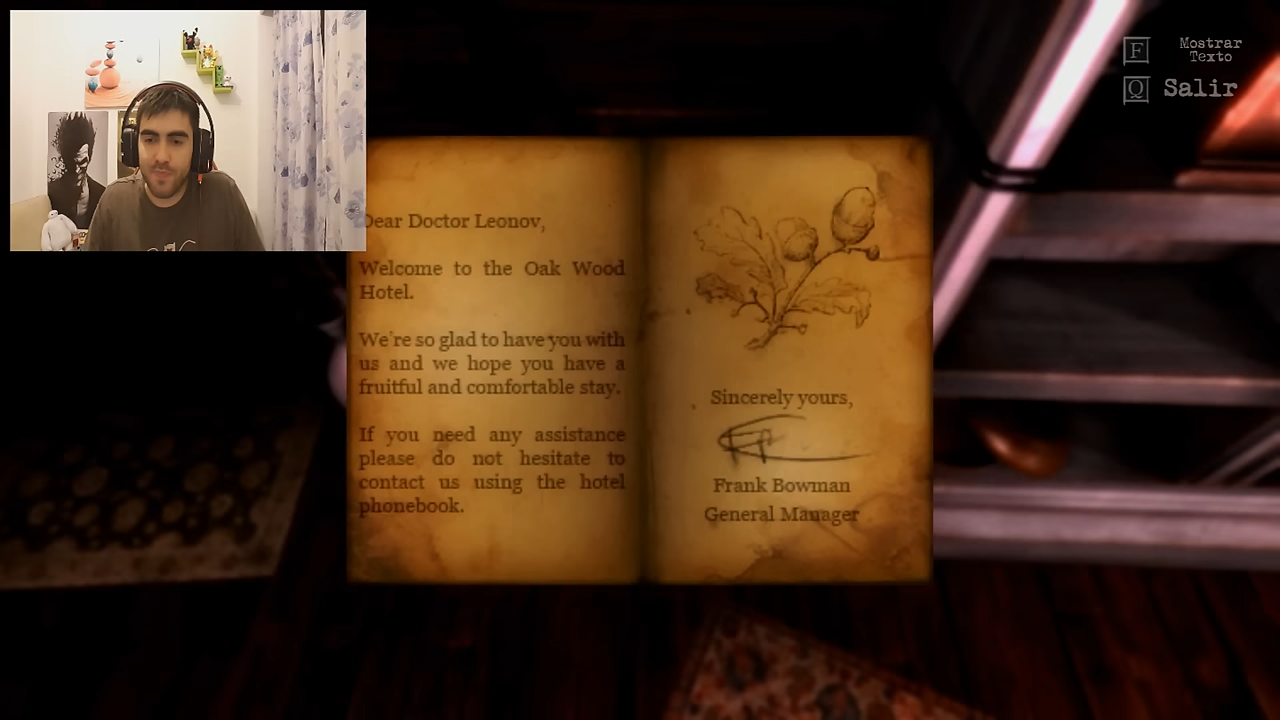 F Mostrar
Texto
Q Salir
Dear Doctor Leonov,
Welcome to the Oak Wood
Hotel.
We're so glad to have you with
us and we hope you have a
fruitful and comfortable stay.
If you need any assistance
please do not hesitate to
contact us using the hotel
phonebook.
Sincerely yours,
Frank Bowman
General Manager